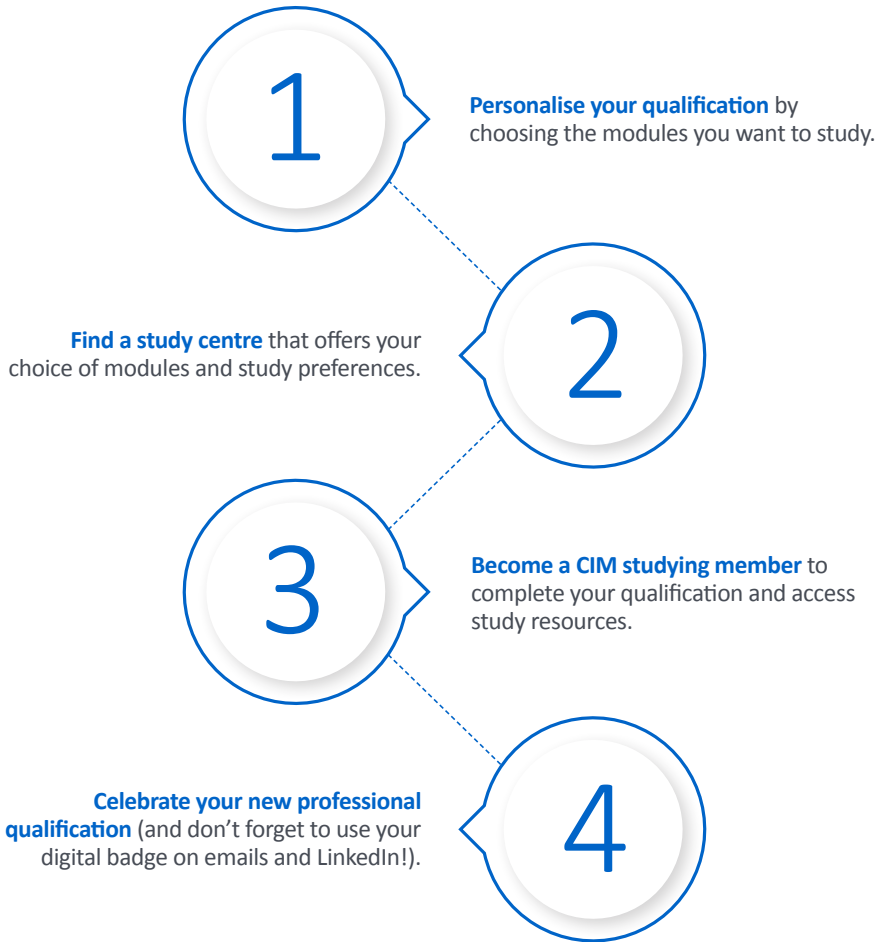 1
Personalise your qualification by
choosing the modules you want to study.
2
Find a study centre that offers your
choice of modules and study preferences.
3
Become a CIM studying member to
complete your qualification and access
study resources.
4
Celebrate your new professional
qualification (and don’t forget to use your
digital badge on emails and LinkedIn!).